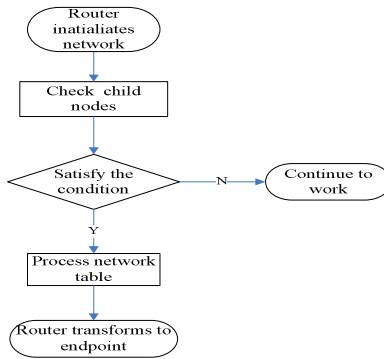 Router
inatialiates
network
Check child
nodes
Satisfy the
condition
N
Continue to
work
Y
Process network
table
Router transforms to
endpoint